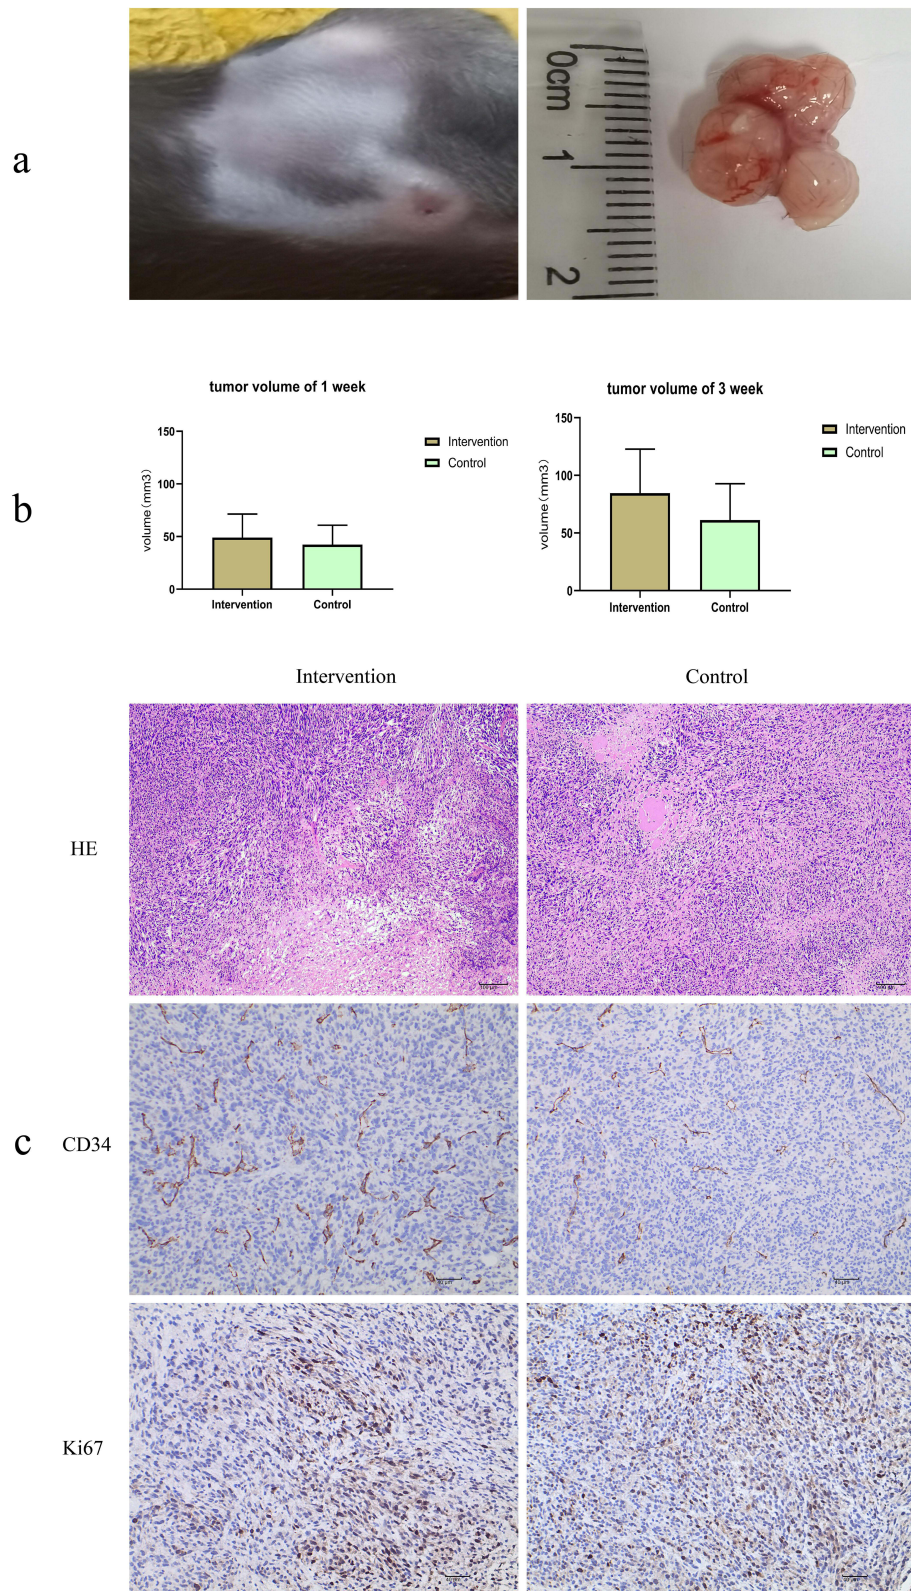 a
0cm
1
2
b
tumor volume of 1 week
150
100
50
0
volume(mm3)
Intervention
Control
Intervention
Control
tumor volume of 3 week
150
100
50
0
volume(mm3)
Intervention
Control
Intervention
Control
Intervention
Control
HE
c
CD34
Ki67